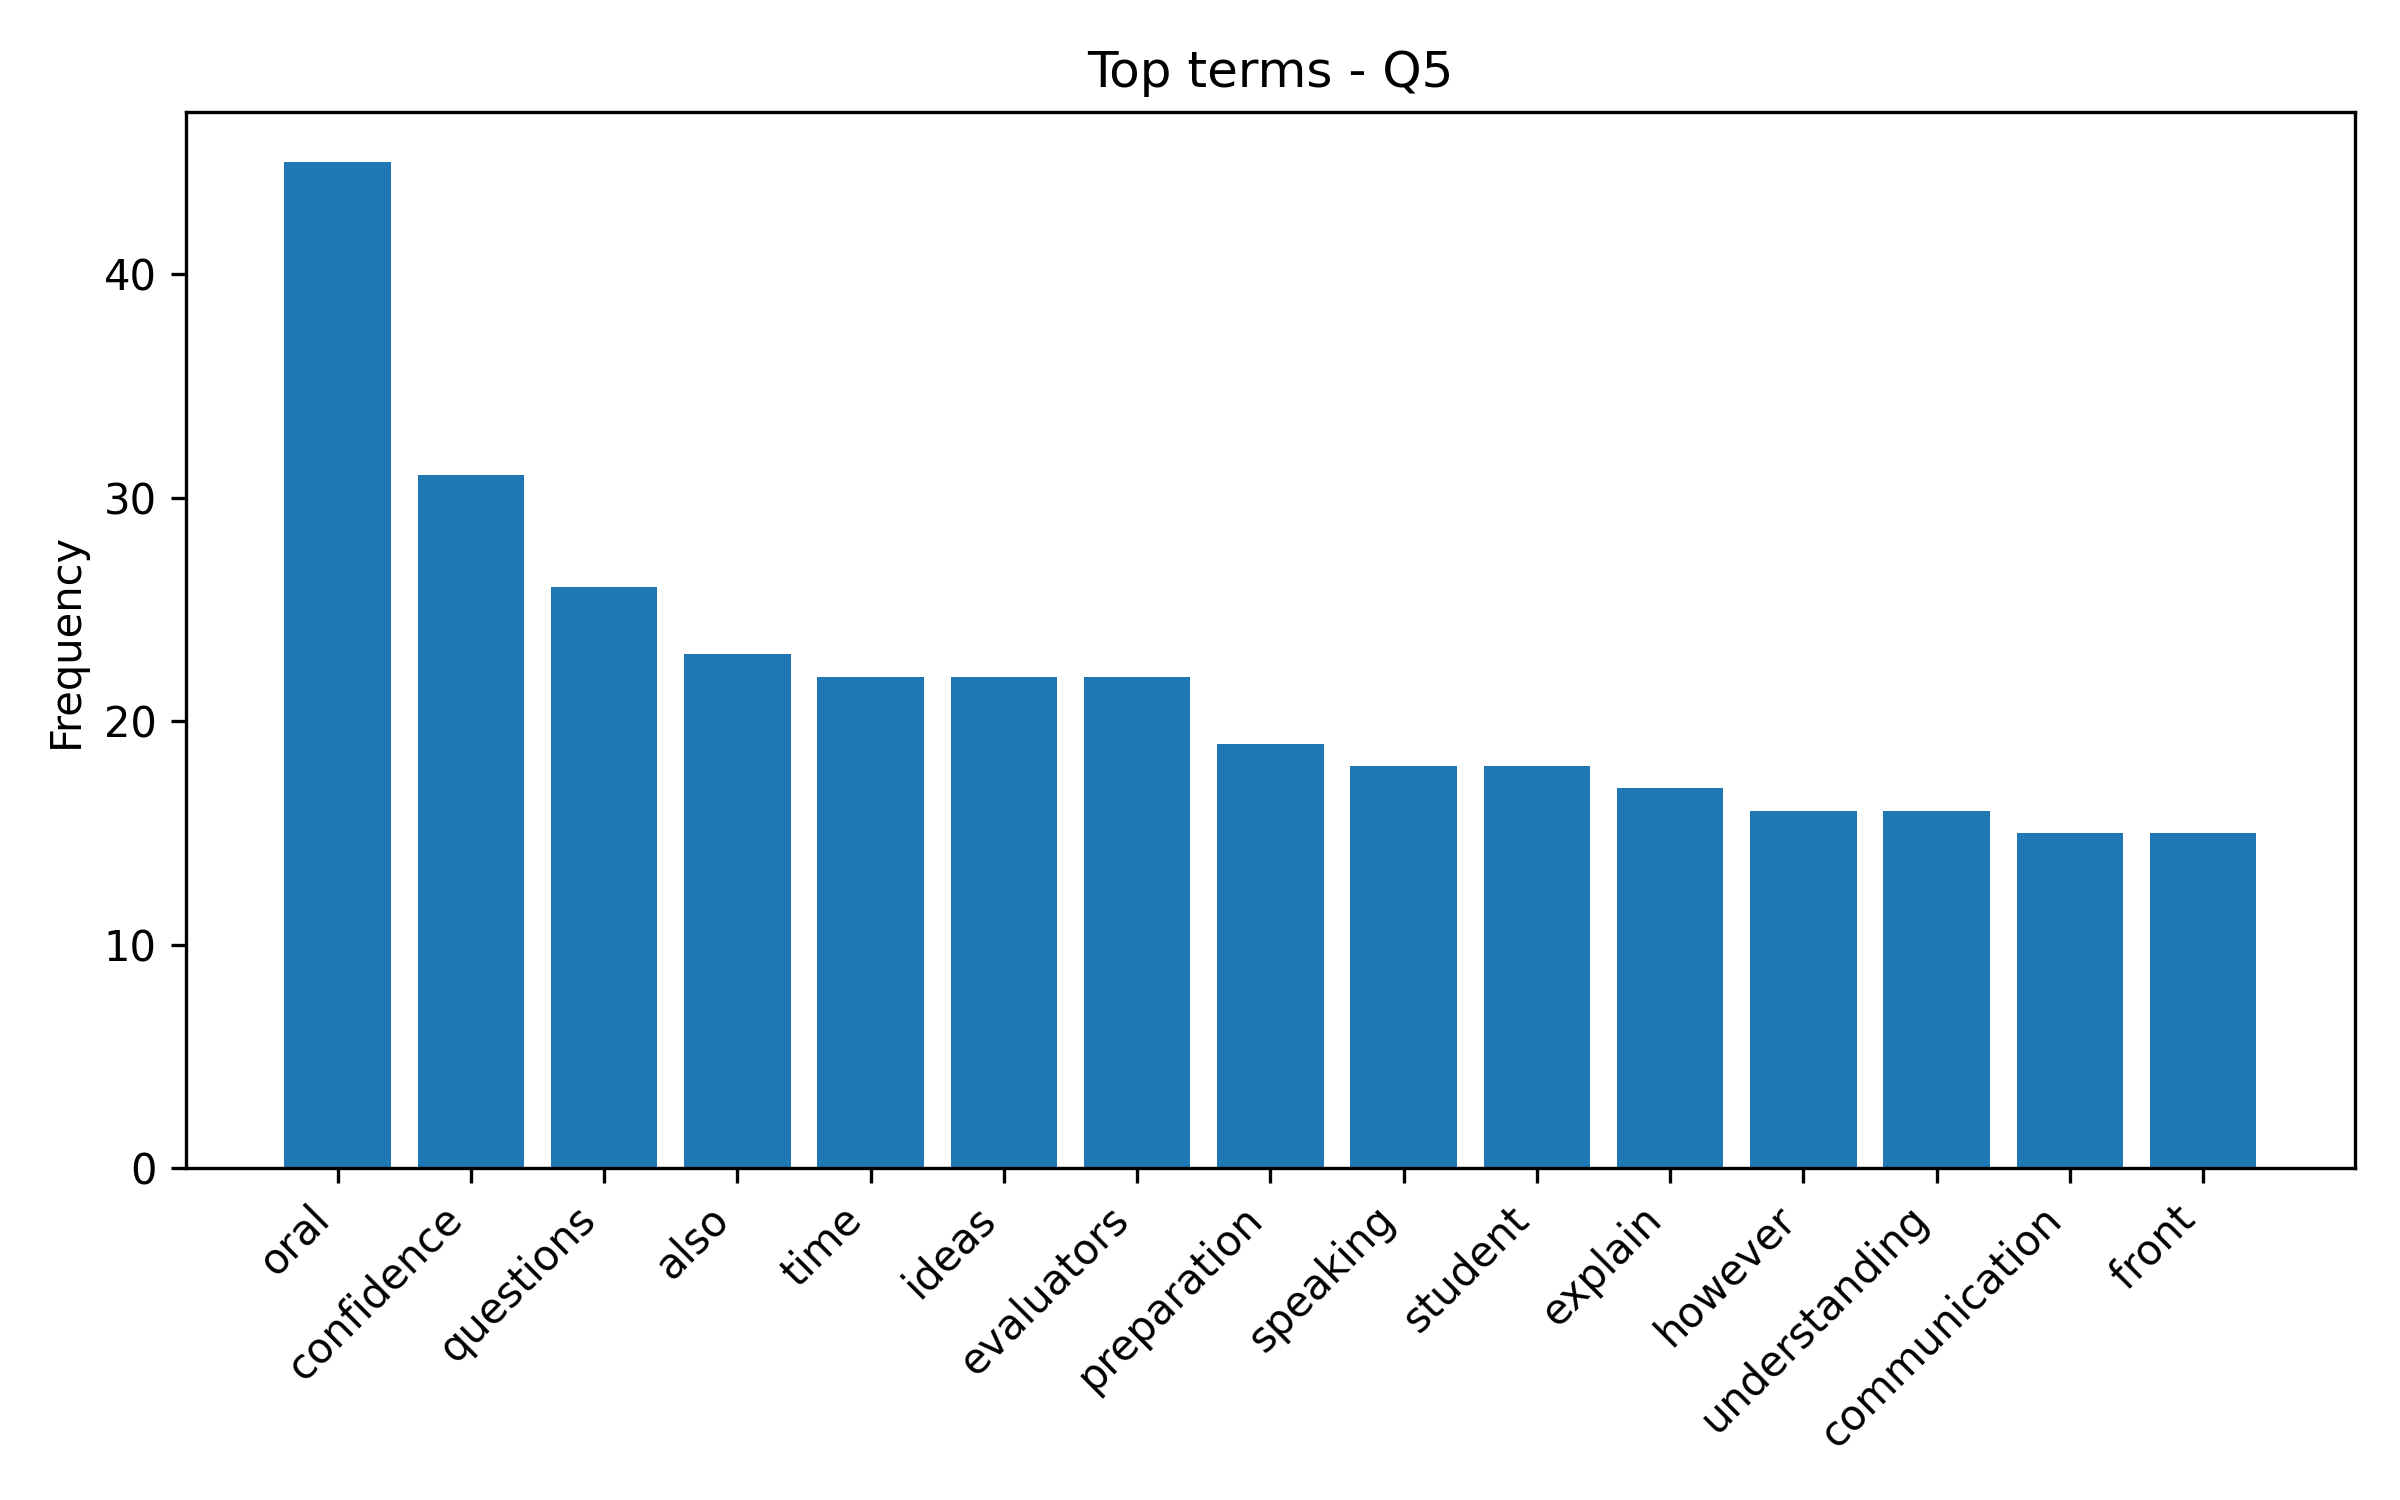 Top terms - Q5
Frequency
40
30
20
10
0
oral
confidence
questions
also
time
ideas
evaluators
preparation
speaking
student
explain
however
understanding
communication
front